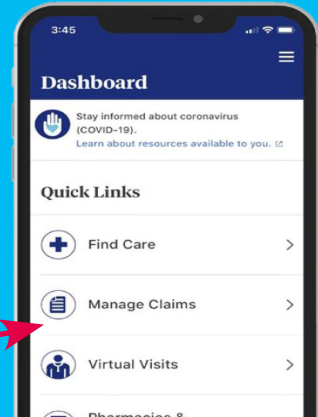 3:45
Dashboard
Stay informed about coronavirus
(COVID-19).
Learn about resources available to you.
Quick Links
Find Care
Manage Claims
Virtual Visits
Pharmacies &